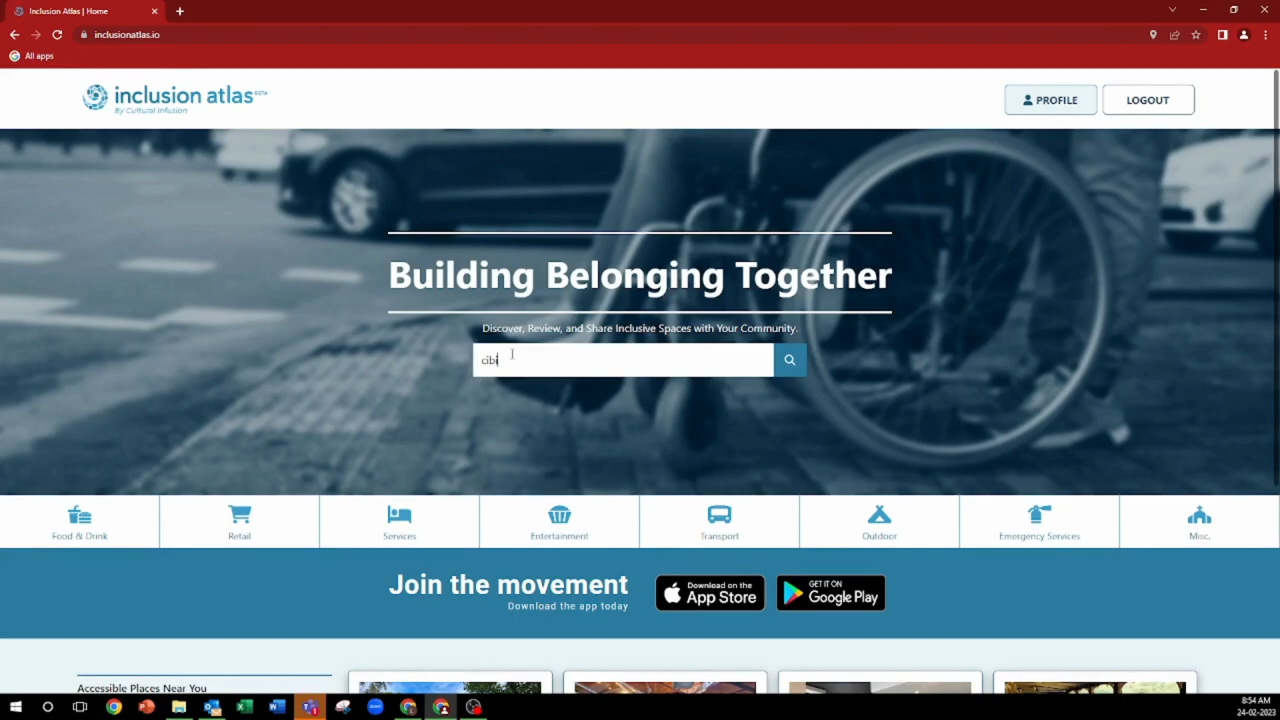 Inclusion Atlas | Home
inclusionatlas.io
All apps
inclusion atlas BETA
By Cultural Infusion
PROFILE
LOGOUT
Building Belonging Together
Discover, Review, and Share Inclusive Spaces with Your Community.
cibi
Food & Drink
Retail
Services
Entertainment
Transport
Outdoor
Emergency Services
Misc.
Join the movement
Download the app today
Download on the
App Store
GET IT ON
Google Play
Accessible Places Near You
8:54 AM
24-02-2023